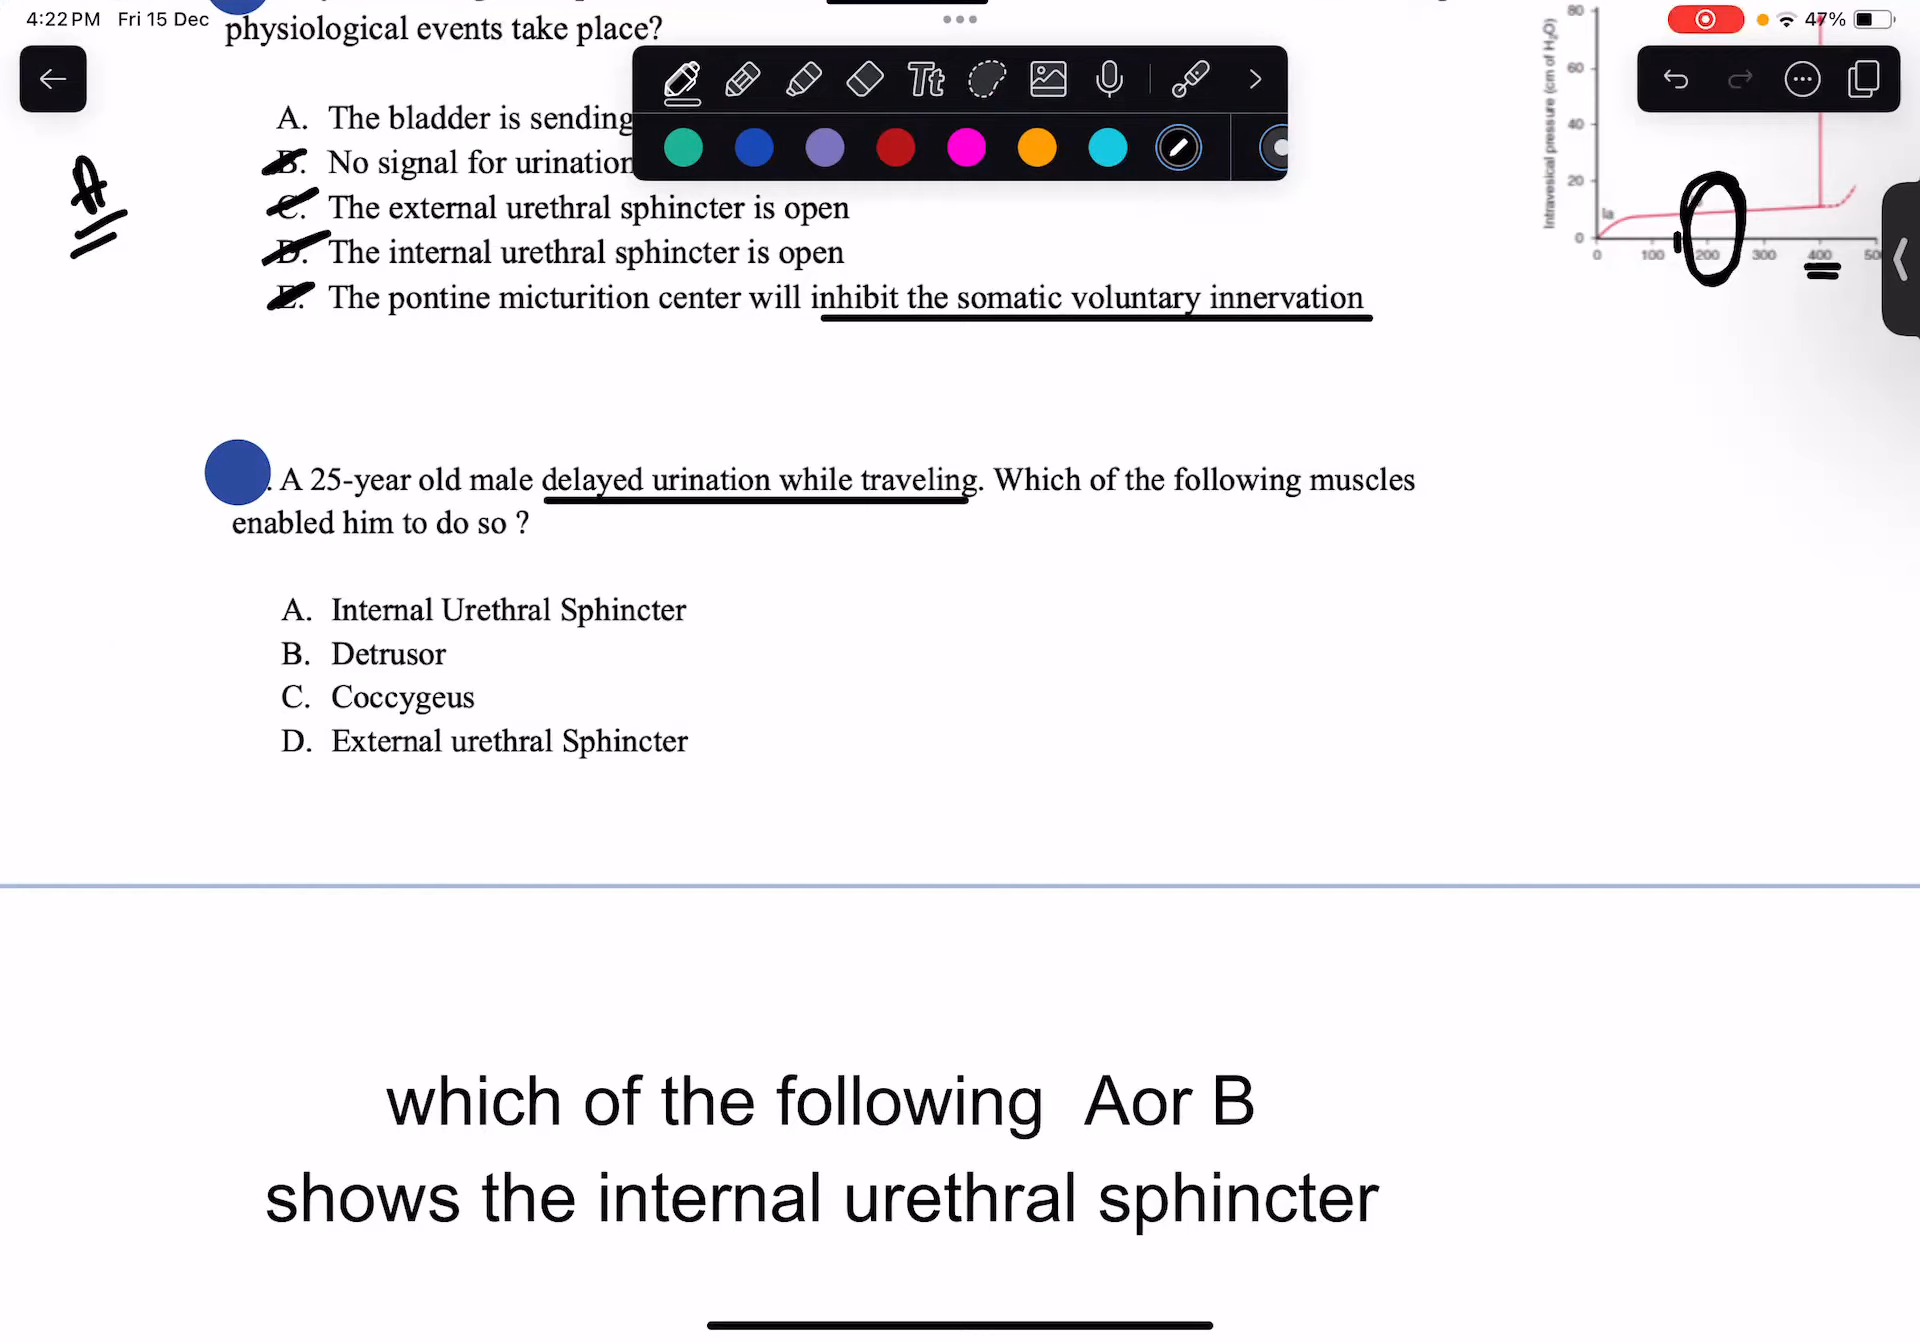 4:22 PM Fri 15 Dec
47%
physiological events take place?
A. The bladder is sending
B. No signal for urination
C. The external urethral sphincter is open
D. The internal urethral sphincter is open
E. The pontine micturition center will inhibit the somatic voluntary innervation
A
Tt
Intravesical pressure (cm of H₂O)
80
60
40
20
0
Ia
0 100 200 300 400 50
. A 25-year old male delayed urination while traveling. Which of the following muscles
enabled him to do so ?
A. Internal Urethral Sphincter
B. Detrusor
C. Coccygeus
D. External urethral Sphincter
which of the following Aor B
shows the internal urethral sphincter